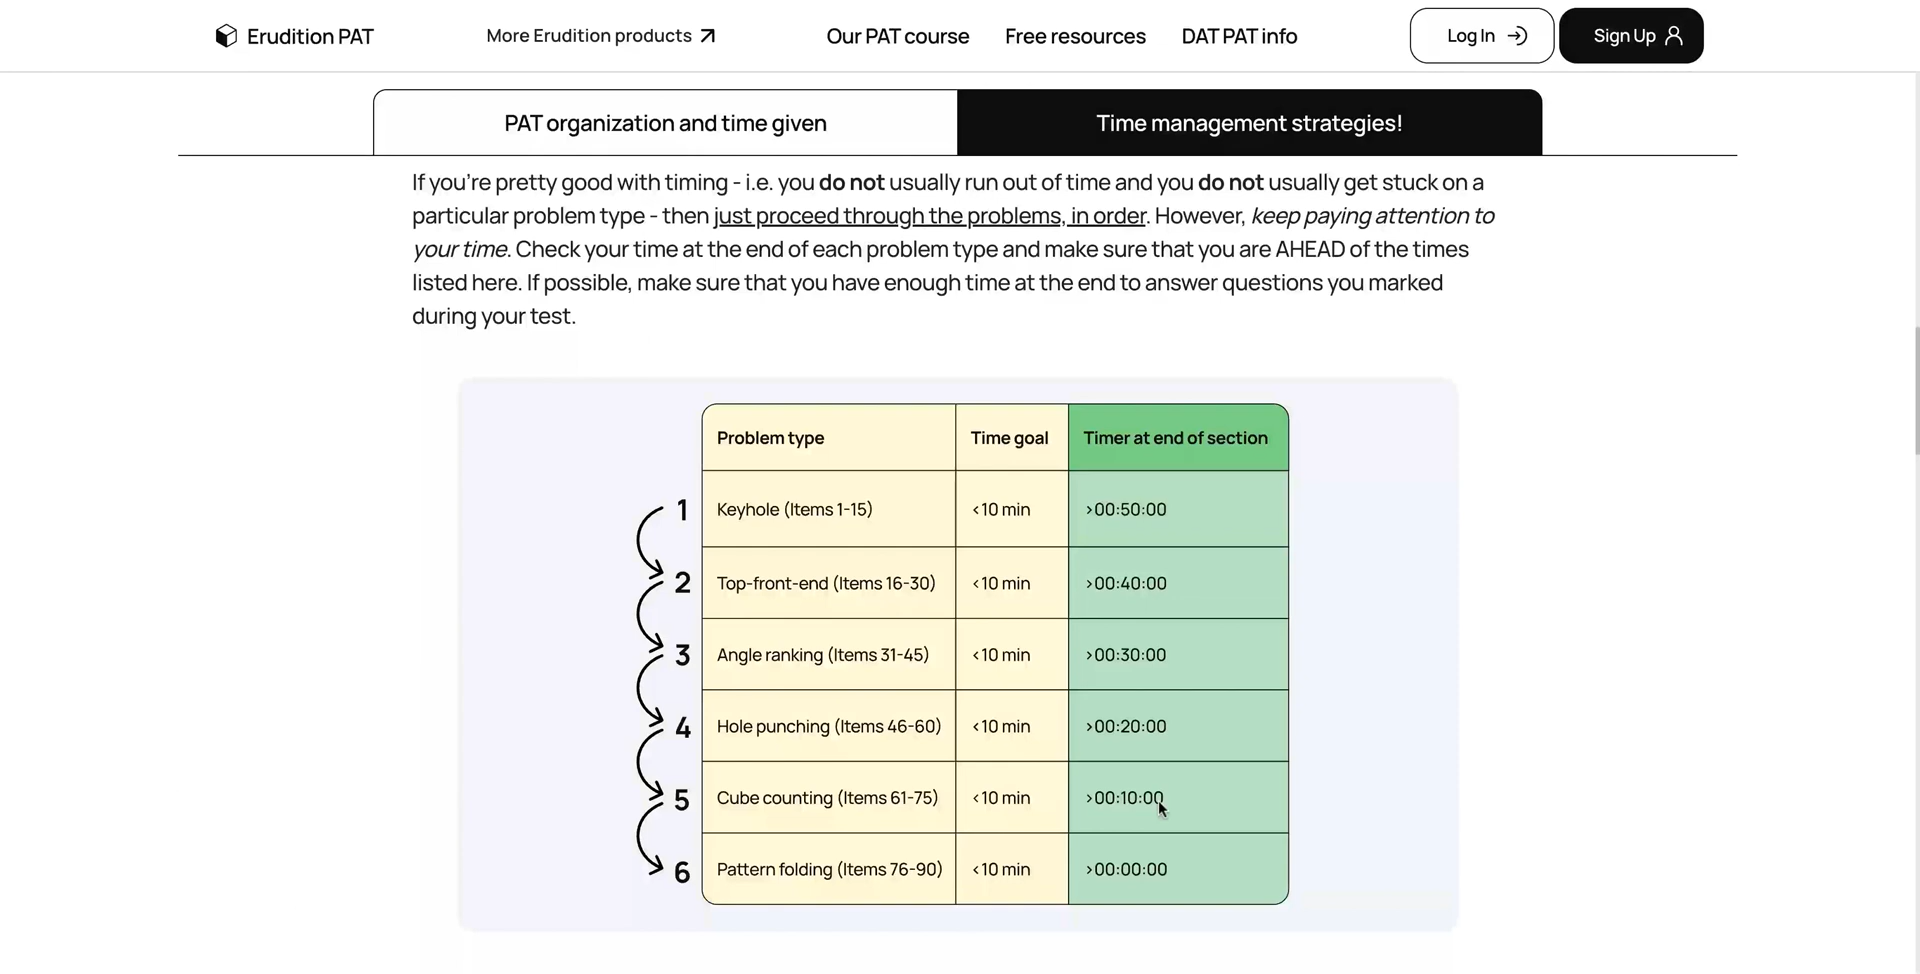 Erudition PAT More Erudition products Our PAT course Free resources DAT PAT info Log In Sign Up
PAT organization and time given Time management strategies!
If you're pretty good with timing - i.e. you do not usually run out of time and you do not usually get stuck on a
particular problem type - then just proceed through the problems, in order. However, keep paying attention to
your time. Check your time at the end of each problem type and make sure that you are AHEAD of the times
listed here. If possible, make sure that you have enough time at the end to answer questions you marked
during your test.
Problem type Time goal Timer at end of section
1 Keyhole (Items 1-15) <10 min >00:50:00
2 Top-front-end (Items 16-30) <10 min >00:40:00
3 Angle ranking (Items 31-45) <10 min >00:30:00
4 Hole punching (Items 46-60) <10 min >00:20:00
5 Cube counting (Items 61-75) <10 min >00:10:00
6 Pattern folding (Items 76-90) <10 min >00:00:00